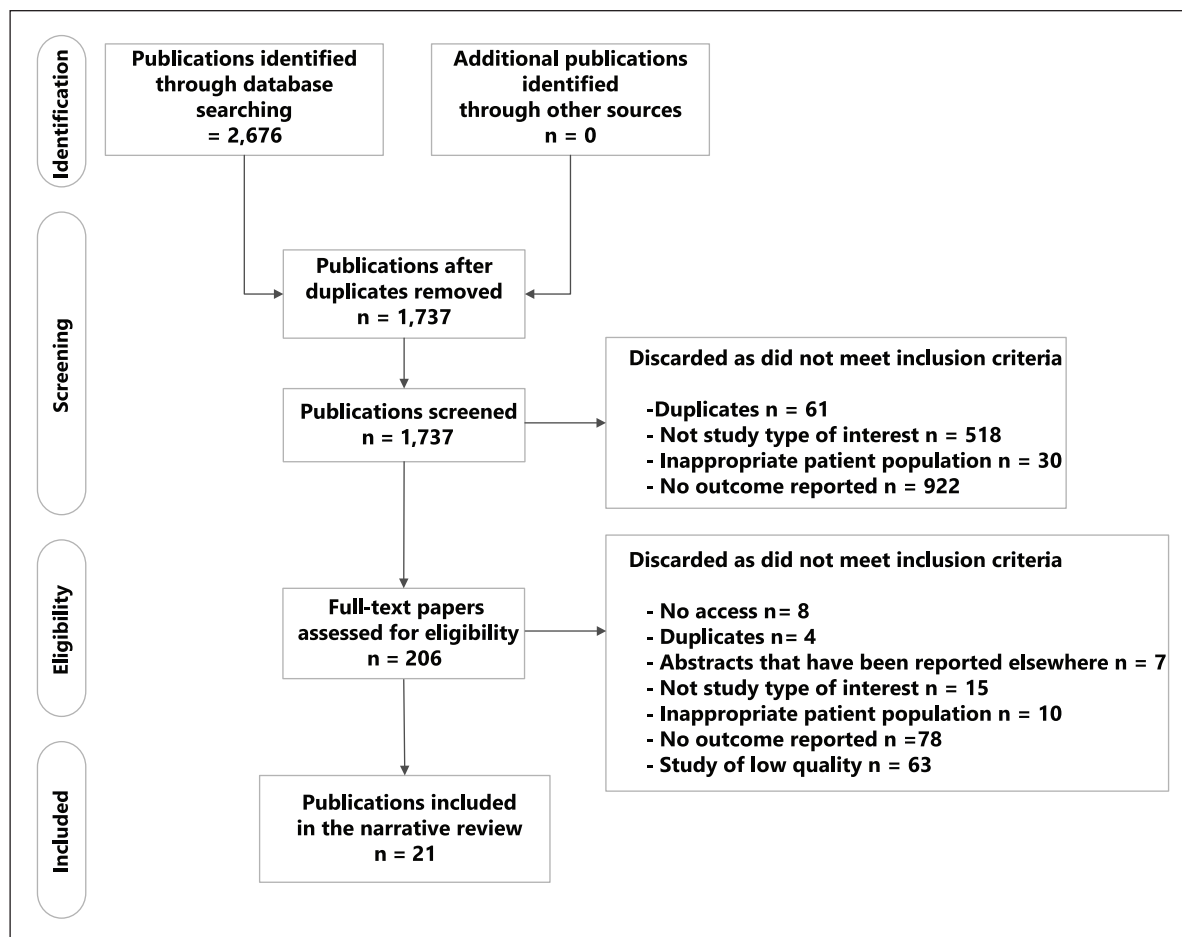 Identification
Publications identified
through database
searching
= 2,676
Additional publications
identified
through other sources
n = 0
Screening
Publications after
duplicates removed
n = 1,737
Publications screened
n = 1,737
Discarded as did not meet inclusion criteria
-Duplicates n = 61
- Not study type of interest n = 518
- Inappropriate patient population n = 30
- No outcome reported n = 922
Eligibility
Full-text papers
assessed for eligibility
n = 206
Discarded as did not meet inclusion criteria
- No access n= 8
- Duplicates n= 4
- Abstracts that have been reported elsewhere n = 7
- Not study type of interest n = 15
- Inappropriate patient population n = 10
- No outcome reported n =78
- Study of low quality n = 63
Included
Publications included
in the narrative review
n = 21